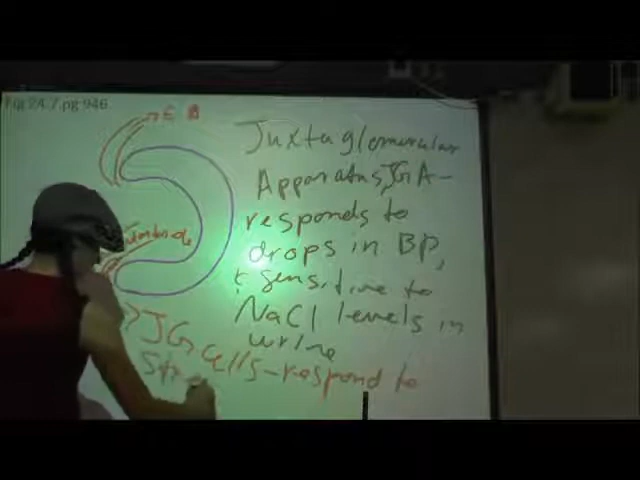 Fig 24.7, pg 946
Juxtaglomerular
Apparatus, JGA-
responds to
drops in BP,
& sensitive to
NaCl levels in
urine
JG cells-respond to